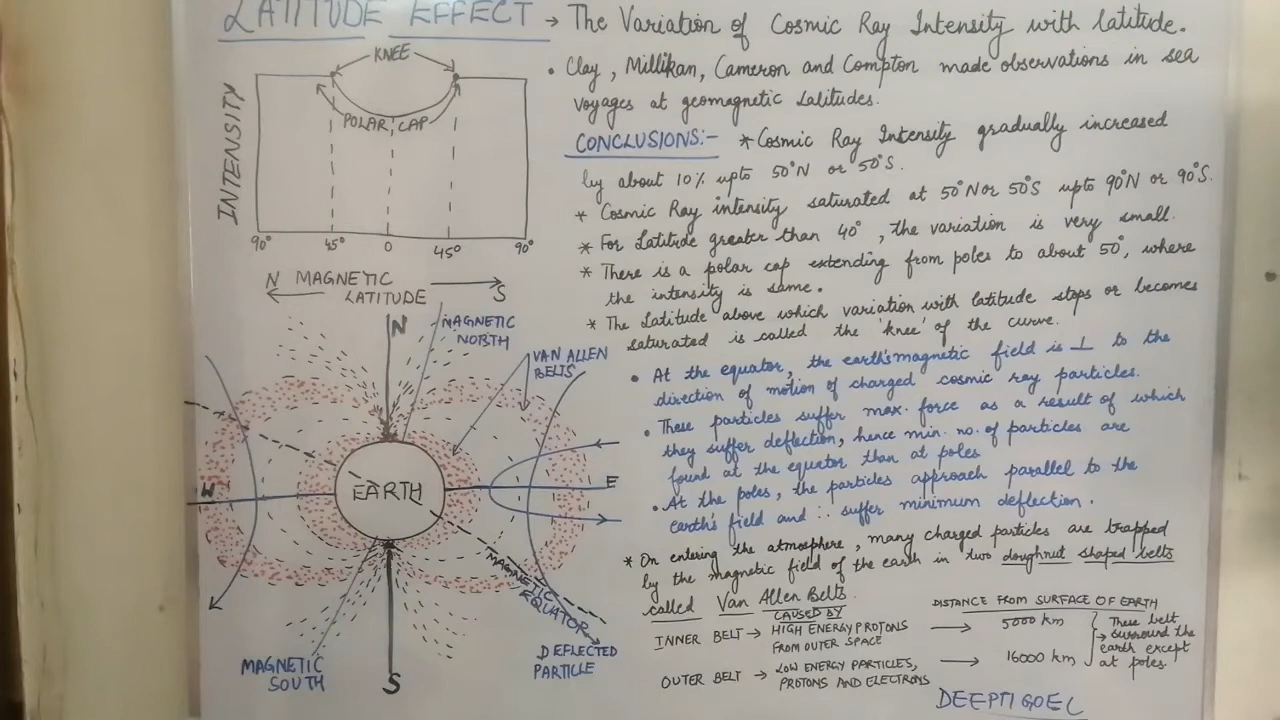 LATITUDE EFFECT → The Variation of Cosmic Ray Intensity with latitude.
• Clay, Millikan, Cameron and Compton made observations in sea
voyages at geomagnetic Latitudes.
CONCLUSIONS:- * Cosmic Ray Intensity gradually increased
by about 10% upto 50°N or 50°S.
* Cosmic Ray intensity saturated at 50°N or 50°S upto 90°N or 90°S.
* For Latitude greater than 40°, the variation is very small.
* There is a polar cap extending from poles to about 50°, where
the intensity is same.
* The Latitude above which variation with latitude stops or becomes
saturated is called the 'knee' of the curve.
• At the equator, the earth's magnetic field is ⊥ to the
direction of motion of charged cosmic ray particles.
• These particles suffer max. force as a result of which
they suffer deflection, hence min. no. of particles are
found at the equator than at poles
• At the poles, the particles approach parallel to the
earth's field and ∴ suffer minimum deflection.
* On entering the atmosphere, many charged particles are trapped
by the magnetic field of the earth in two doughnut shaped belts
called Van Allen Belts.
CAUSED BY
DISTANCE FROM SURFACE OF EARTH
INNER BELT → HIGH ENERGY PROTONS
FROM OUTER SPACE → 5000 km
OUTER BELT → LOW ENERGY PARTICLES,
PROTONS AND ELECTRONS → 16000 km
These belt
→ surround the
earth except
at poles.
DEEPTI GOEL
KNEE
POLAR CAP
INTENSITY
90° 45° 0 45° 90°
N MAGNETIC
LATITUDE S
N
MAGNETIC
NORTH
VAN ALLEN
BELTS
W
EARTH
E
MAGNETIC
EQUATOR
DEFLECTED
PARTICLE
MAGNETIC
SOUTH
S